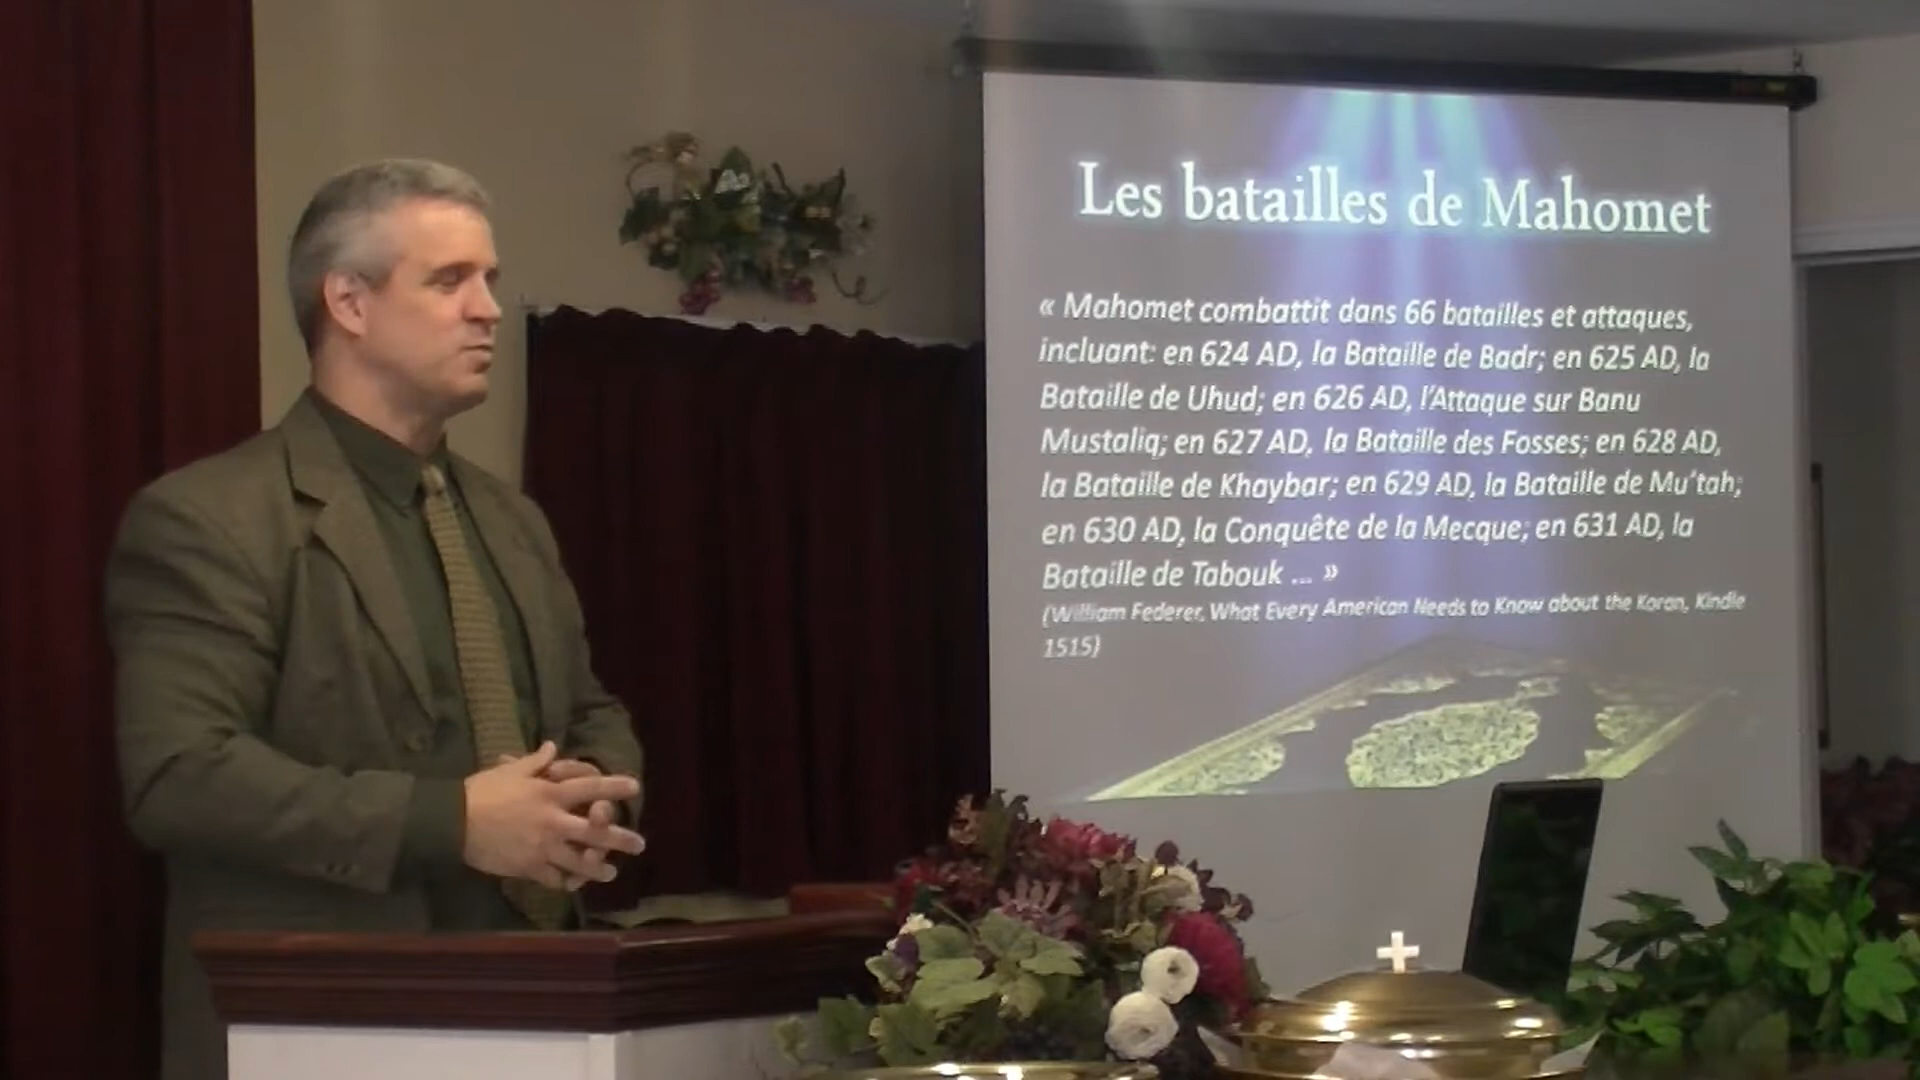 Les batailles de Mahomet
« Mahomet combattit dans 66 batailles et attaques,
incluant: en 624 AD, la Bataille de Badr; en 625 AD, la
Bataille de Uhud; en 626 AD, l'Attaque sur Banu
Mustaliq; en 627 AD, la Bataille des Fosses; en 628 AD,
la Bataille de Khaybar; en 629 AD, la Bataille de Mu'tah;
en 630 AD, la Conquête de la Mecque; en 631 AD, la
Bataille de Tabouk ... »
(William Federer, What Every American Needs to Know about the Koran, Kindle
1515)